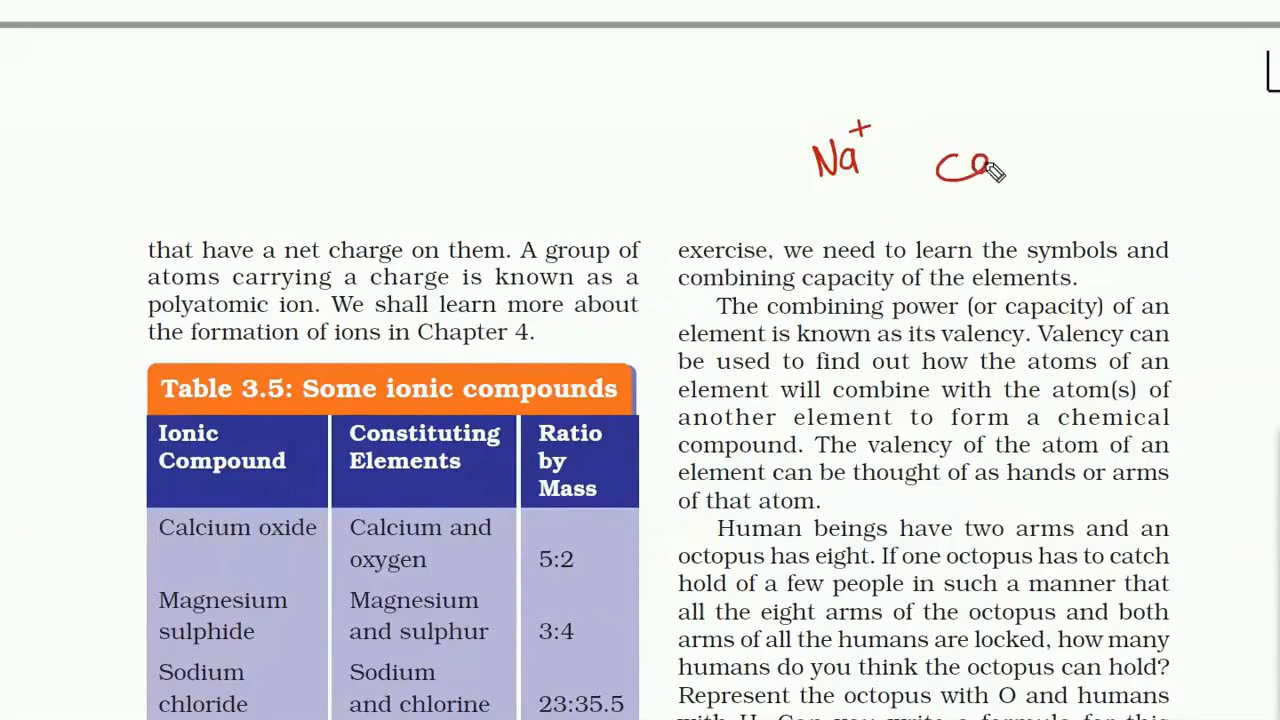 Na+ Ca
that have a net charge on them. A group of
atoms carrying a charge is known as a
polyatomic ion. We shall learn more about
the formation of ions in Chapter 4.
Table 3.5: Some ionic compounds
Ionic Compound Constituting Elements Ratio by Mass
Calcium oxide Calcium and oxygen 5:2
Magnesium sulphide Magnesium and sulphur 3:4
Sodium chloride Sodium and chlorine 23:35.5
exercise, we need to learn the symbols and
combining capacity of the elements.
The combining power (or capacity) of an
element is known as its valency. Valency can
be used to find out how the atoms of an
element will combine with the atom(s) of
another element to form a chemical
compound. The valency of the atom of an
element can be thought of as hands or arms
of that atom.
Human beings have two arms and an
octopus has eight. If one octopus has to catch
hold of a few people in such a manner that
all the eight arms of the octopus and both
arms of all the humans are locked, how many
humans do you think the octopus can hold?
Represent the octopus with O and humans
with H. Can you write a formula for this